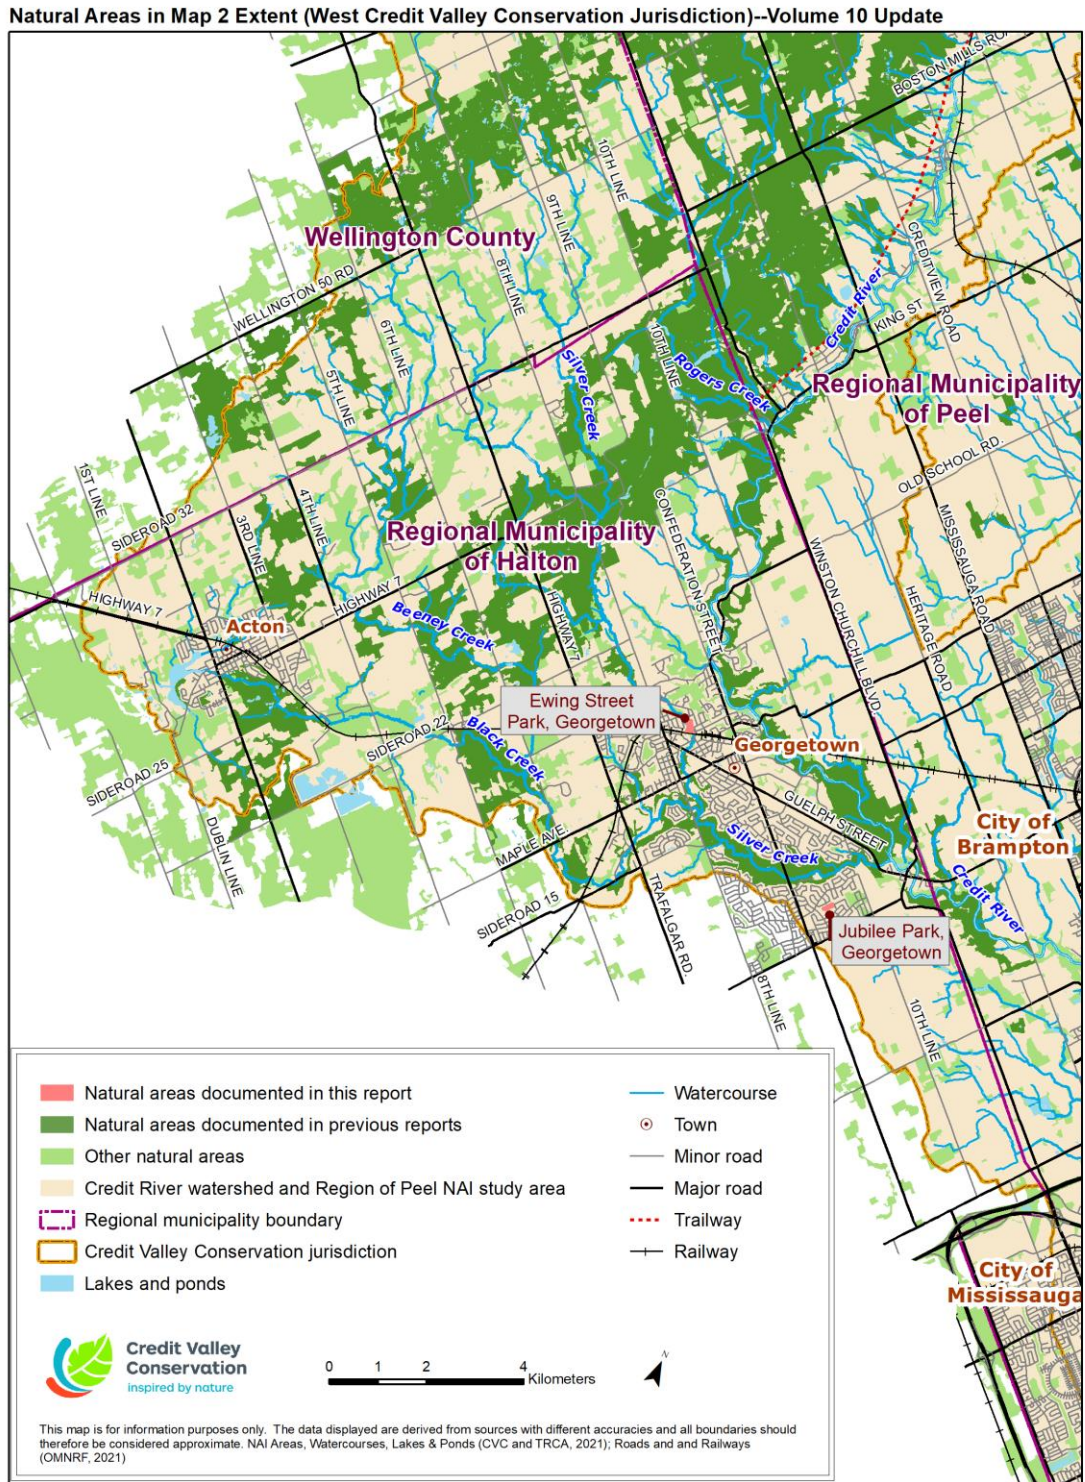 Natural Areas in Map 2 Extent (West Credit Valley Conservation Jurisdiction)--Volume 10 Update
BOSTON MILLS RO
10TH LINE
9TH LINE
Wellington County
8TH LINE
CREDITVIEW ROAD
WELLINGTON 50 RD
6TH LINE
Credit River
KING ST
5TH LINE
Silver Creek
10TH LINE
Rogers Creek
Regional Municipality
of Peel
OLD SCHOOL RD.
1ST LINE
SIDEROAD 32
3RD LINE
4TH LINE
CONFEDERATION STREET
MISSISSAUGA ROAD
Regional Municipality
of Halton
WINSTON CHURCHILL BLVD.
HIGHWAY 7
HIGHWAY 7
HIGHWAY 7
HERITAGE ROAD
Acton
Beeney Creek
Ewing Street
Park, Georgetown
Black Creek
SIDEROAD 22
Georgetown
SIDEROAD 25
GUELPH STREET
DUBLIN LINE
MAPLE AVE
Silver Creek
City of
Brampton
Credit River
TRAFALGAR RD.
SIDEROAD 15
Jubilee Park,
Georgetown
8TH LINE
10TH LINE
Natural areas documented in this report
Natural areas documented in previous reports
Other natural areas
Credit River watershed and Region of Peel NAI study area
Regional municipality boundary
Credit Valley Conservation jurisdiction
Lakes and ponds
Watercourse
Town
Minor road
Major road
Trailway
Railway
City of
Mississauga
Credit Valley
Conservation
inspired by nature
0 1 2 4
Kilometers
N
This map is for information purposes only. The data displayed are derived from sources with different accuracies and all boundaries should
therefore be considered approximate. NAI Areas, Watercourses, Lakes & Ponds (CVC and TRCA, 2021); Roads and and Railways
(OMNRF, 2021)